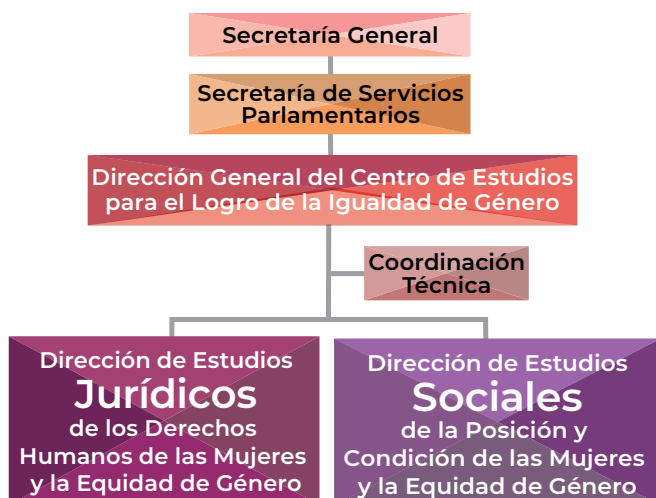 Secretaría General
Secretaría de Servicios
Parlamentarios
Dirección General del Centro de Estudios
para el Logro de la Igualdad de Género
Coordinación
Técnica
Dirección de Estudios
Jurídicos
de los Derechos
Humanos de las Mujeres
y la Equidad de Género
Dirección de Estudios
Sociales
de la Posición y
Condición de las Mujeres
y la Equidad de Género